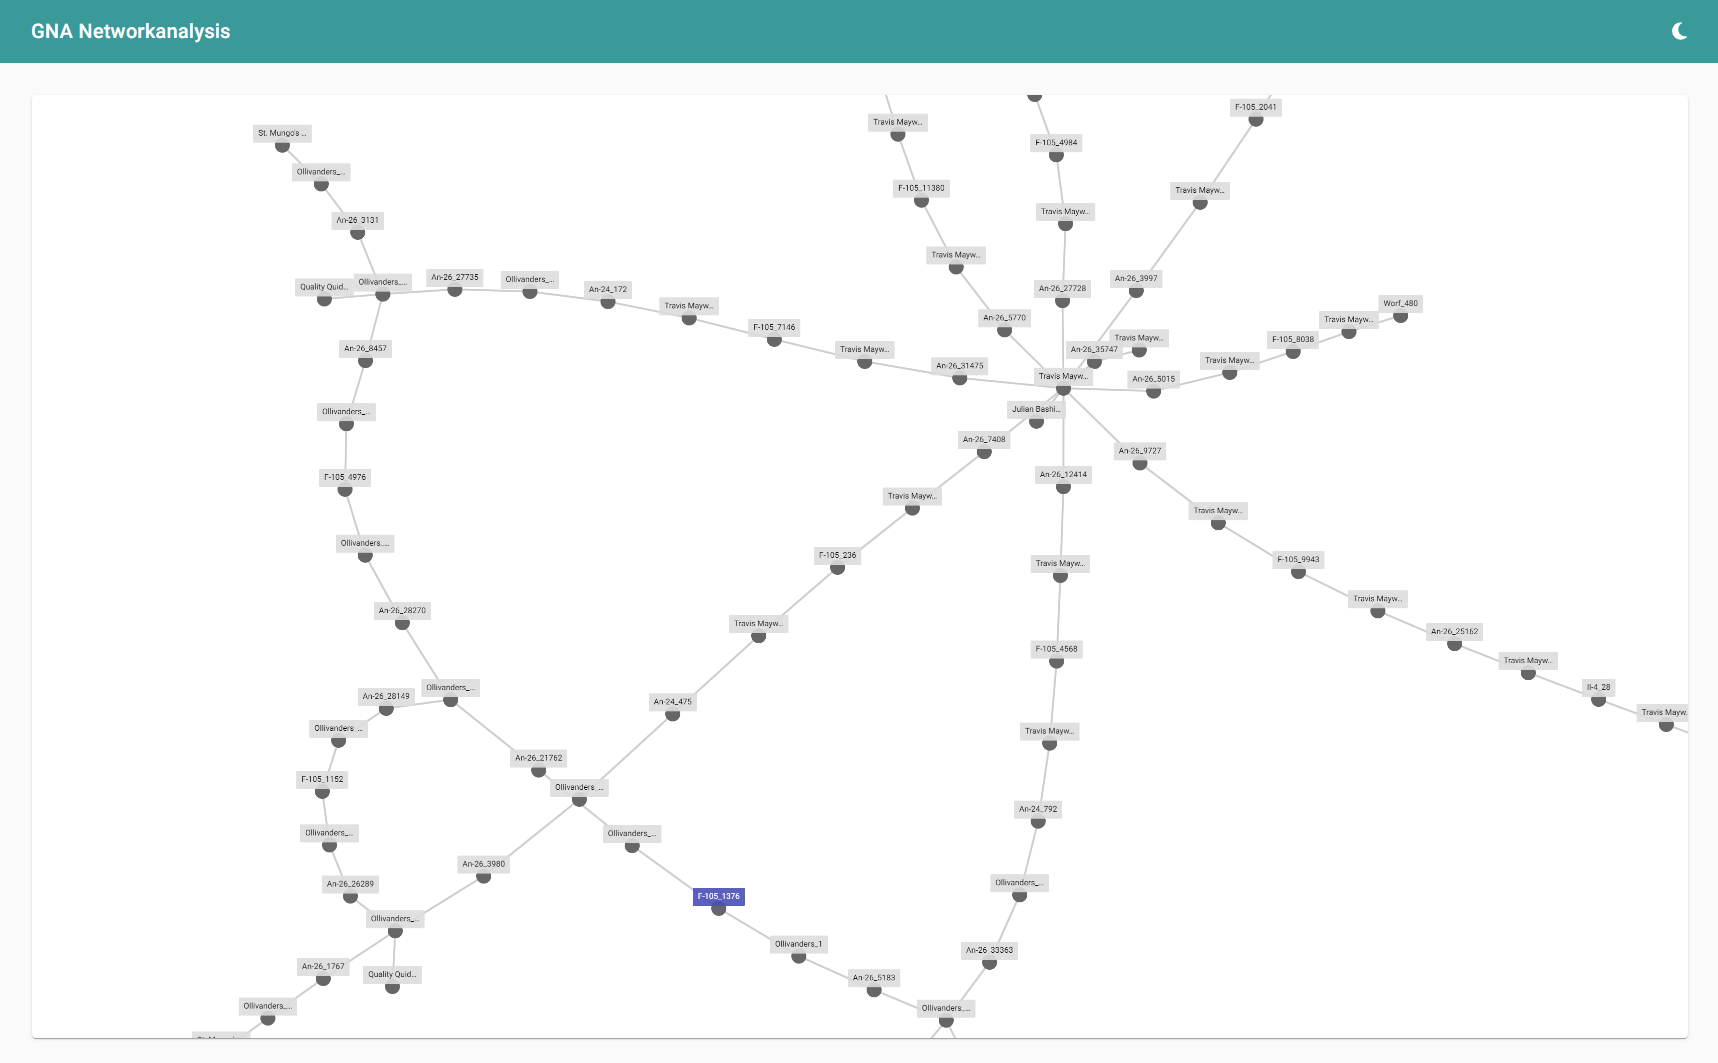 GNA Networkanalysis
F-105_2041
Travis Mayw...
St. Mungo's ...
F-105_4984
Ollivanders_...
F-105_11380
Travis Mayw...
Travis Mayw...
An-26_3131
Travis Mayw...
An-26_27735
Ollivanders_...
An-26_3997
Ollivanders_...
Quality Quid...
An-24_172
An-26_27728
Worf_480
Travis Mayw...
An-26_5770
Travis Mayw...
F-105_7146
Travis Mayw...
F-105_8038
An-26_8457
Travis Mayw...
An-26_35747
Travis Mayw...
An-26_31475
Travis Mayw...
An-26_5015
Ollivanders_...
Julian Bashi...
An-26_7408
An-26_9727
F-105_4976
An-26_12414
Travis Mayw...
Travis Mayw...
Ollivanders_...
F-105_236
Travis Mayw...
F-105_9943
An-26_28270
Travis Mayw...
Travis Mayw...
An-26_25162
F-105_4568
Travis Mayw...
Ollivanders_...
An-26_28149
An-24_475
II-4_28
Travis Mayw.
Ollivanders_...
Travis Mayw...
An-26_21762
F-105_1152
Ollivanders_...
An-24_792
Ollivanders_...
Ollivanders_...
An-26_3980
An-26_26289
Ollivanders_...
F-105_1376
Ollivanders_...
Ollivanders_1
An-26_33363
An-26_1767
Quality Quid...
An-26_5183
Ollivanders_...
Ollivanders_...